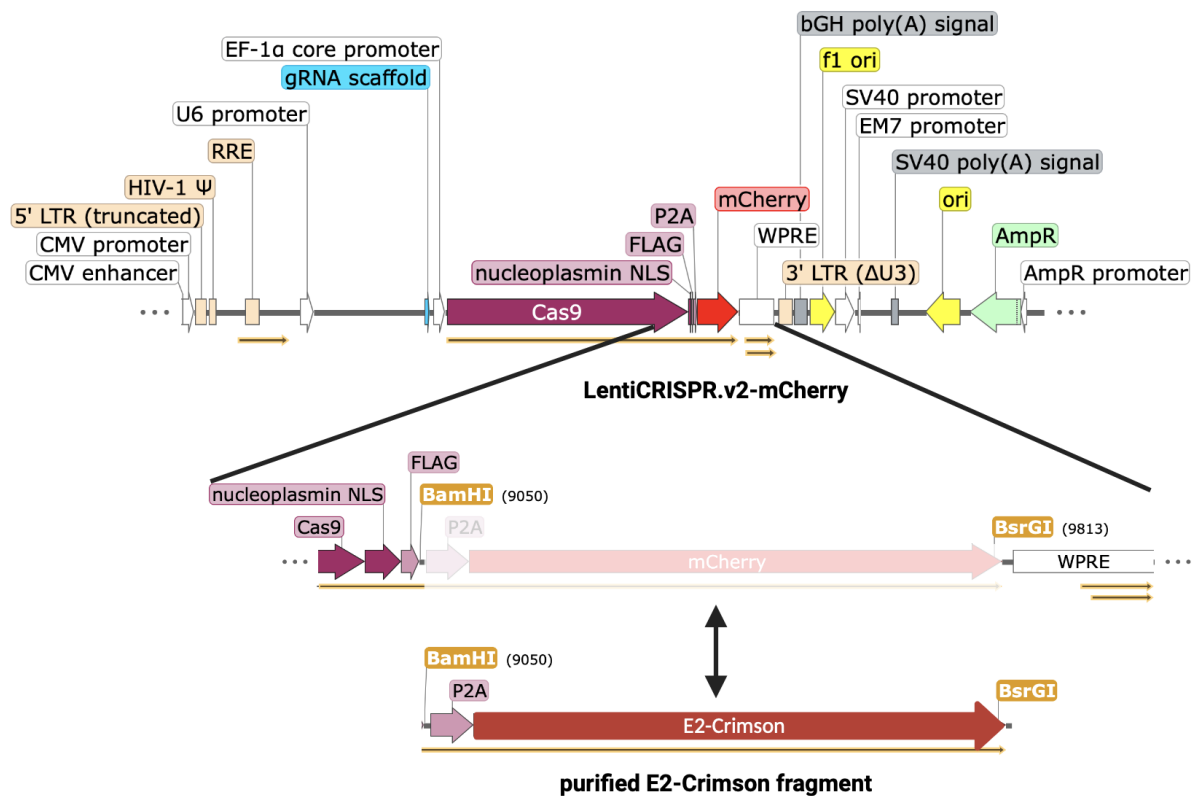 bGH poly(A) signal
EF-1α core promoter
f1 ori
gRNA scaffold
SV40 promoter
U6 promoter
EM7 promoter
RRE
SV40 poly(A) signal
HIV-1 Ψ
mCherry
ori
5' LTR (truncated)
P2A
WPRE
AmpR
CMV promoter
FLAG
CMV enhancer
nucleoplasmin NLS
3' LTR (ΔU3)
AmpR promoter
Cas9
LentiCRISPR.v2-mCherry
FLAG
nucleoplasmin NLS
BamHI (9050)
Cas9
P2A
BsrGI (9813)
mCherry
WPRE
BamHI (9050)
P2A
BsrGI
E2-Crimson
purified E2-Crimson fragment